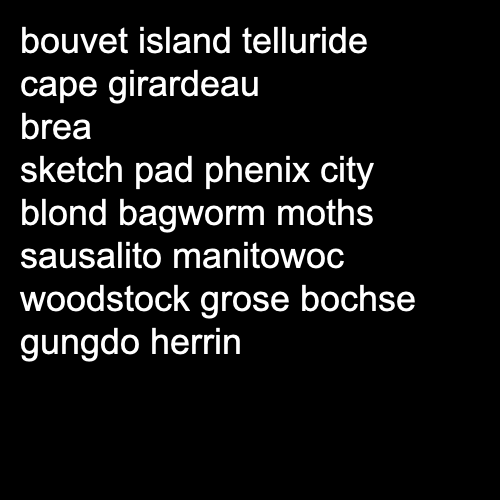 bouvet island telluride
cape girardeau
brea
sketch pad phenix city
blond bagworm moths
sausalito manitowoc
woodstock grose bochse
gungdo herrin